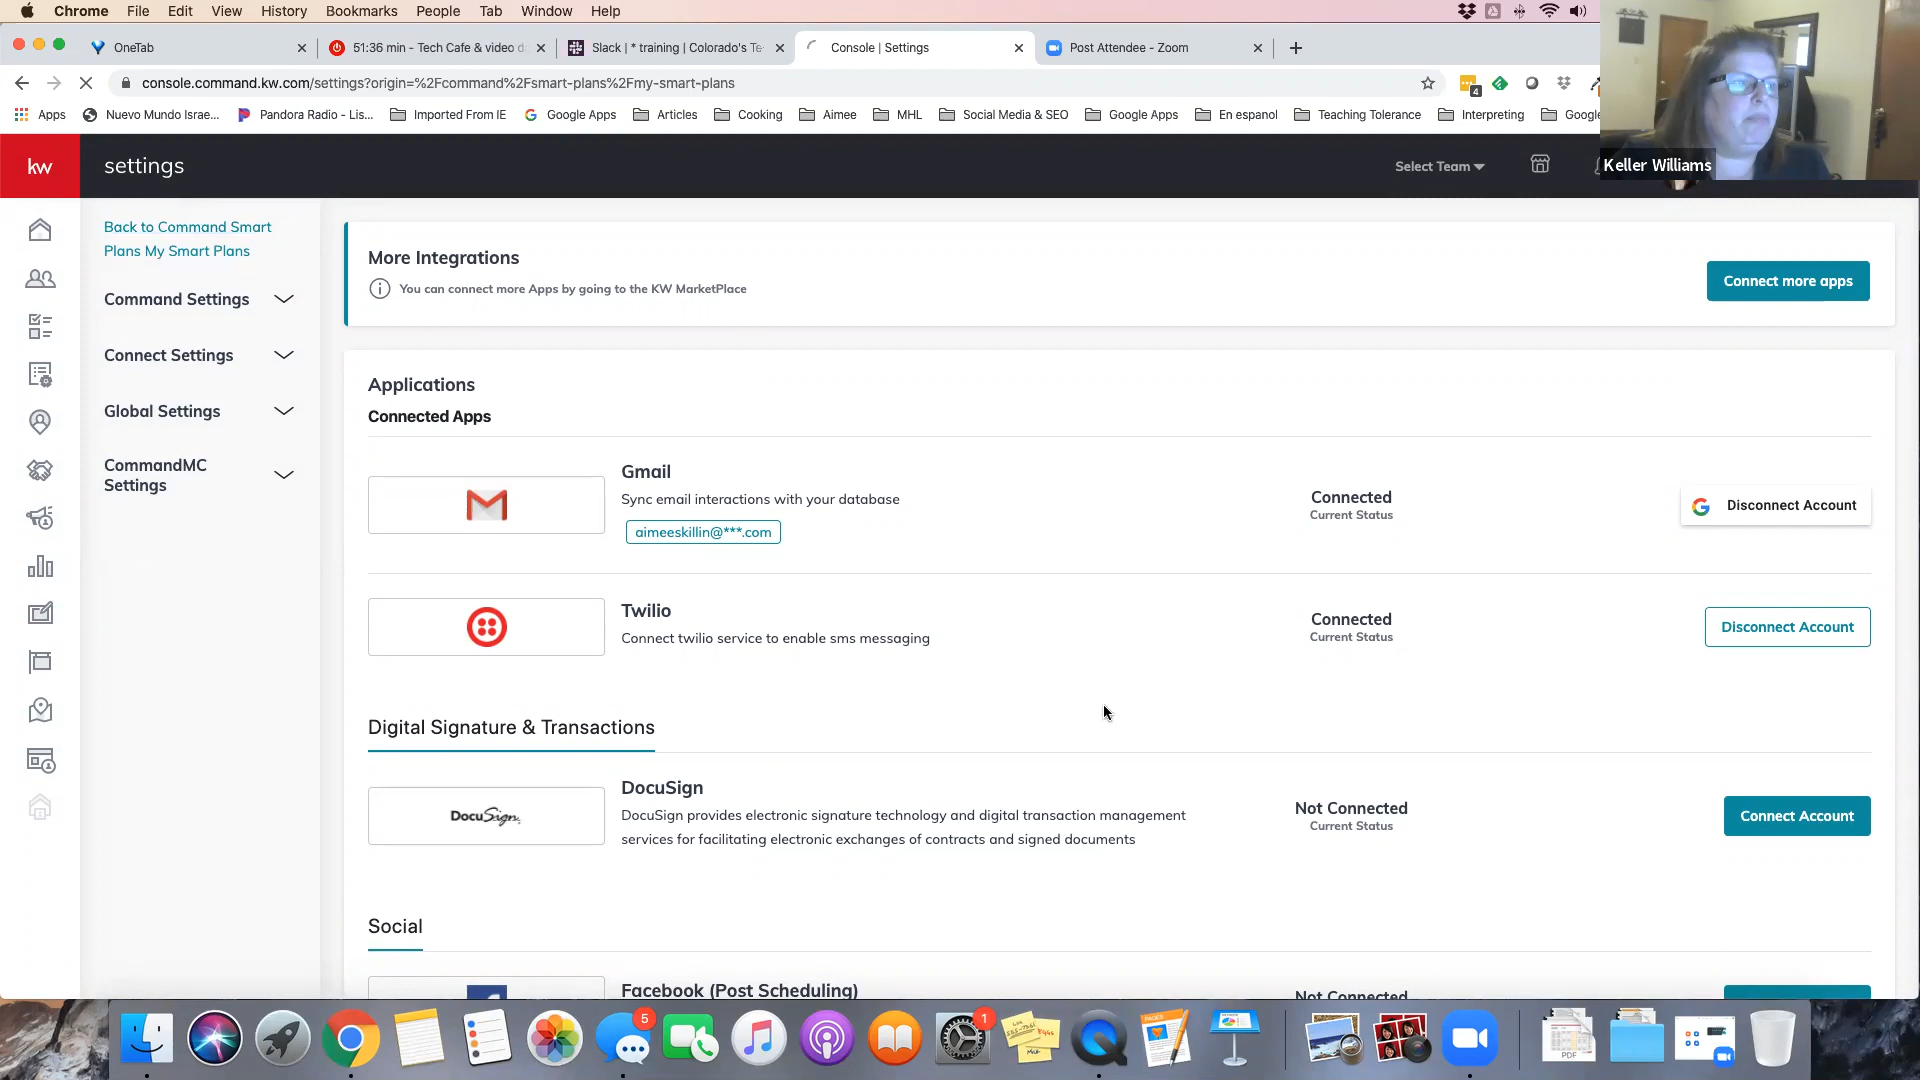 Chrome File Edit View History Bookmarks People Tab Window Help
OneTab
51:36 min - Tech Cafe & video d
Slack | * training | Colorado's Te
Console | Settings
Post Attendee - Zoom
console.command.kw.com/settings?origin=%2Fcommand%2Fsmart-plans%2Fmy-smart-plans
4
Apps
Nuevo Mundo Israe...
Pandora Radio - Lis...
Imported From IE
Google Apps
Articles
Cooking
Aimee
MHL
Social Media & SEO
Google Apps
En espanol
Teaching Tolerance
Interpreting
Google
kw
settings
Select Team
Keller Williams
Back to Command Smart
Plans My Smart Plans
Command Settings
Connect Settings
Global Settings
CommandMC
Settings
More Integrations
You can connect more Apps by going to the KW MarketPlace
Connect more apps
Applications
Connected Apps
Gmail
Sync email interactions with your database
aimeeskillin@***.com
Connected
Current Status
Disconnect Account
Twilio
Connect twilio service to enable sms messaging
Connected
Current Status
Disconnect Account
Digital Signature & Transactions
DocuSign
DocuSign
DocuSign provides electronic signature technology and digital transaction management
services for facilitating electronic exchanges of contracts and signed documents
Not Connected
Current Status
Connect Account
Social
Facebook (Post Scheduling)
Not Connected
5
1
PAGES
PDF